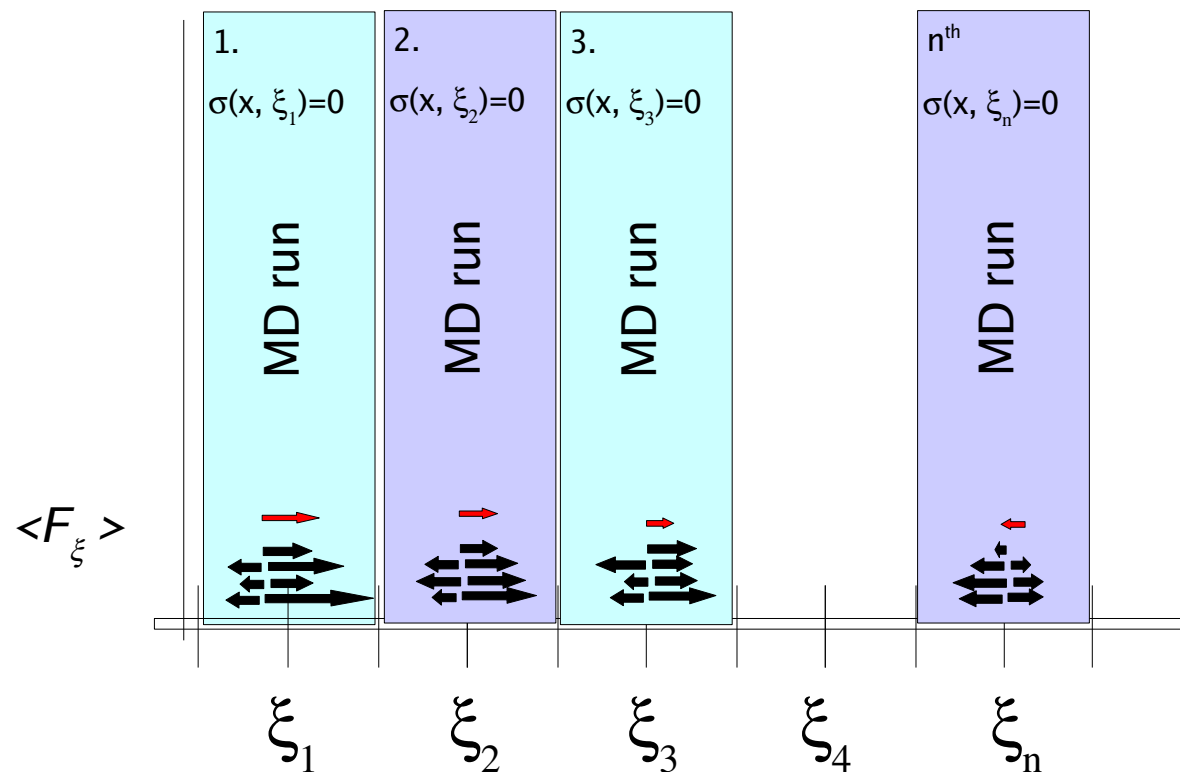 1.
σ(x, ξ₁)=0
MD run
2.
σ(x, ξ₂)=0
MD run
3.
σ(x, ξ₃)=0
MD run
nᵗʰ
σ(x, ξₙ)=0
MD run
<F_ξ >
ξ₁
ξ₂
ξ₃
ξ₄
ξₙ